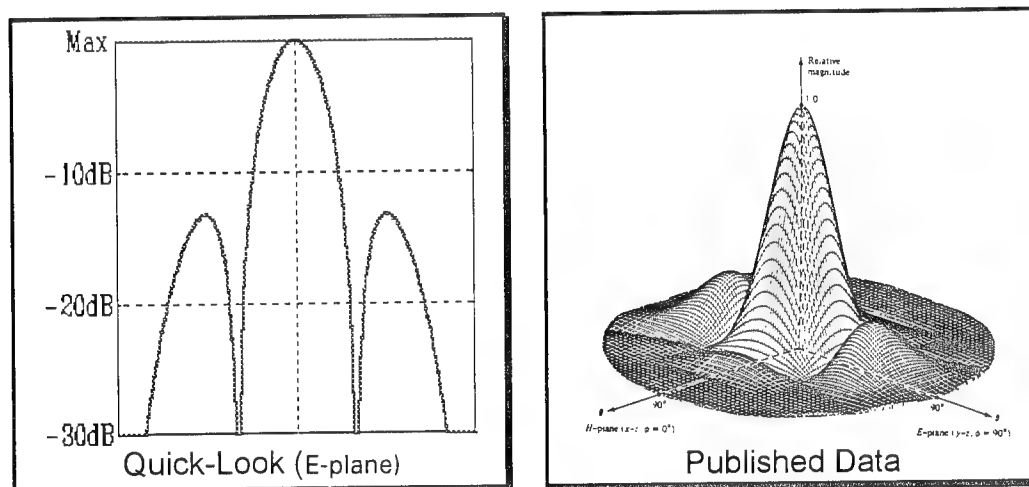 Max
-10dB
-20dB
-30dB
Quick-Look (E-plane)
Relative
magnitude
1.0
90°
90°
θ
θ
H-plane (x-z, φ = 0°)
E-plane (y-z, φ = 90°)
Published Data